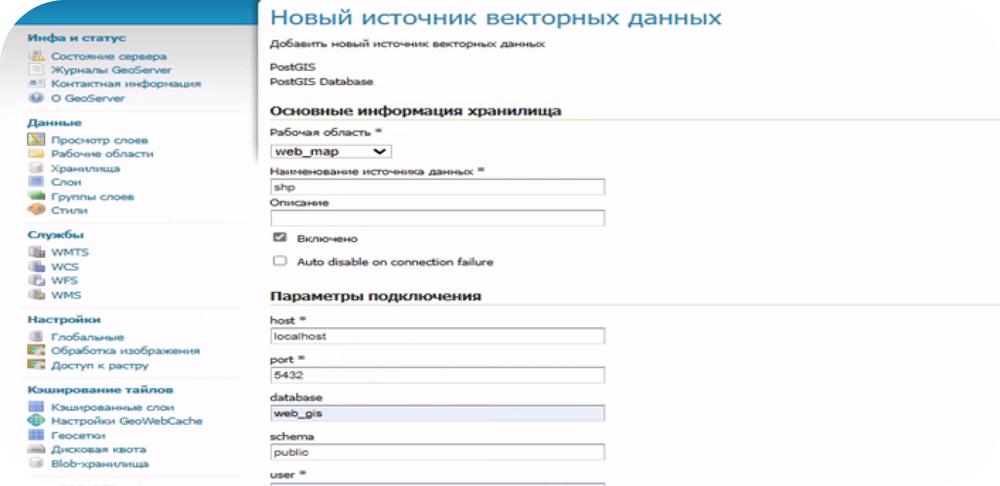 Инфа и статус
Состояние сервера
Журналы GeoServer
Контактная информация
О GeoServer
Данные
Просмотр слоев
Рабочие области
Хранилища
Слои
Группы слоев
Стили
Службы
WMTS
WCS
WFS
WMS
Настройки
Глобальные
Обработка изображения
Доступ к растру
Кэширование тайлов
Кэшированные слои
Настройки GeoWebCache
Геосетки
Дисковая квота
Blob-хранилища
Новый источник векторных данных
Добавить новый источник векторных данных
PostGIS
PostGIS Database
Основные информация хранилища
Рабочая область *
web_map
Наименование источника данных *
shp
Описание
Включено
Auto disable on connection failure
Параметры подключения
host *
localhost
port *
5432
database
web_gis
schema
public
user *